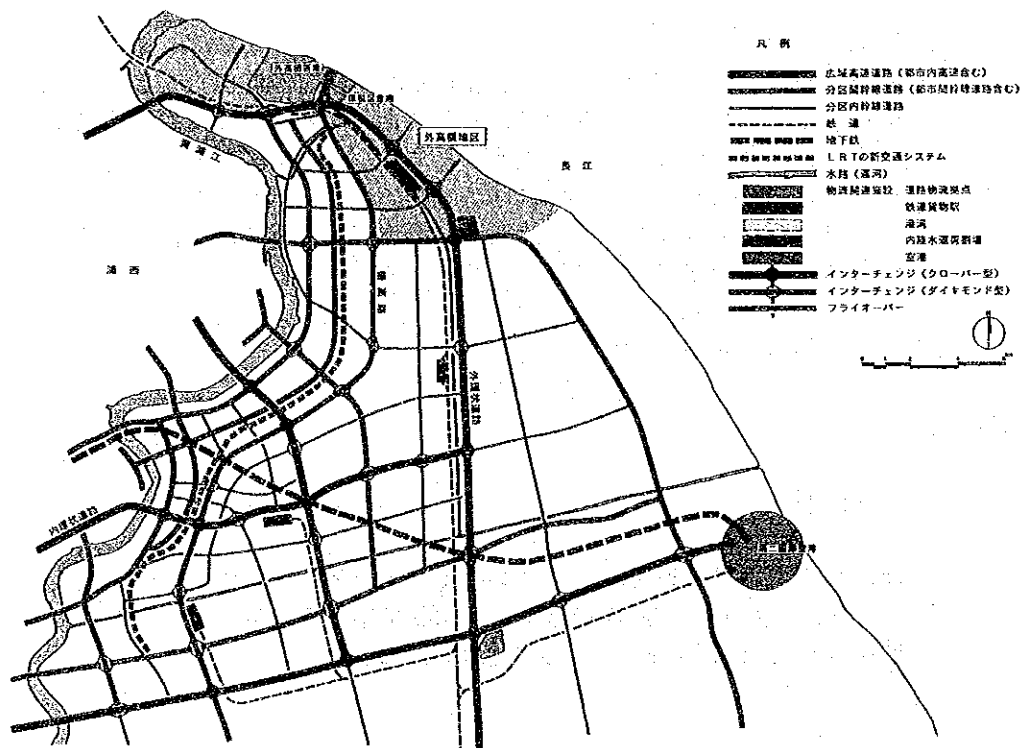 凡例
広域高速道路（都市内高速含む）
分区間幹線道路（都市間幹線道路含む）
分区内幹線道路
鉄道
地下鉄
LRTの新交通システム
水路（運河）
物流関連施設 道路物流拠点
鉄道貨物駅
港湾
内陸水運荷捌場
空港
インターチェンジ（クローバー型）
インターチェンジ（ダイヤモンド型）
フライオーバー
外高橋地区
長江
黄浦江
浦西
楊高路
外環状道路
内環状道路